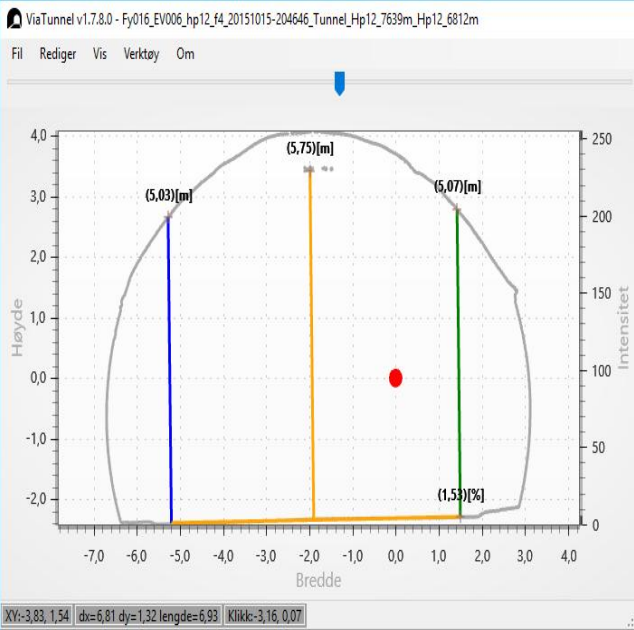 ViaTunnel v1.7.8.0 - Fy016_EV006_hp12_f4_20151015-204646_Tunnel_Hp12_7639m_Hp12_6812m
Fil Rediger Vis Verktøy Om
4,0 3,0 2,0 1,0 0,0 -1,0 -2,0
Høyde
(5,03)[m] (5,75)[m] (5,07)[m]
(1,53)[%]
250 200 150 100 50 0
Intensitet
-7,0 -6,0 -5,0 -4,0 -3,0 -2,0 -1,0 0,0 1,0 2,0 3,0 4,0
Bredde
XY:-3,83, 1,54 dx=6,81 dy=1,32 lengde=6,93 Klikk:-3,16, 0,07